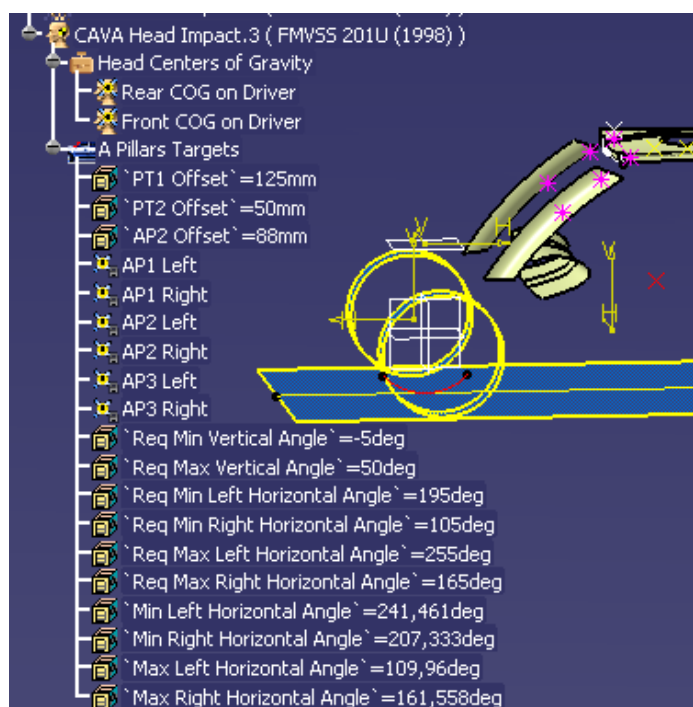 CAVA Head Impact.3 ( FMVSS 201U (1998) )
Head Centers of Gravity
Rear COG on Driver
Front COG on Driver
A Pillars Targets
`PT1 Offset`=125mm
`PT2 Offset`=50mm
`AP2 Offset`=88mm
AP1 Left
AP1 Right
AP2 Left
AP2 Right
AP3 Left
AP3 Right
`Req Min Vertical Angle`=-5deg
`Req Max Vertical Angle`=50deg
`Req Min Left Horizontal Angle`=195deg
`Req Min Right Horizontal Angle`=105deg
`Req Max Left Horizontal Angle`=255deg
`Req Max Right Horizontal Angle`=165deg
`Min Left Horizontal Angle`=241,461deg
`Min Right Horizontal Angle`=207,333deg
`Max Left Horizontal Angle`=109,96deg
`Max Right Horizontal Angle`=161,558deg
V
H
V
H